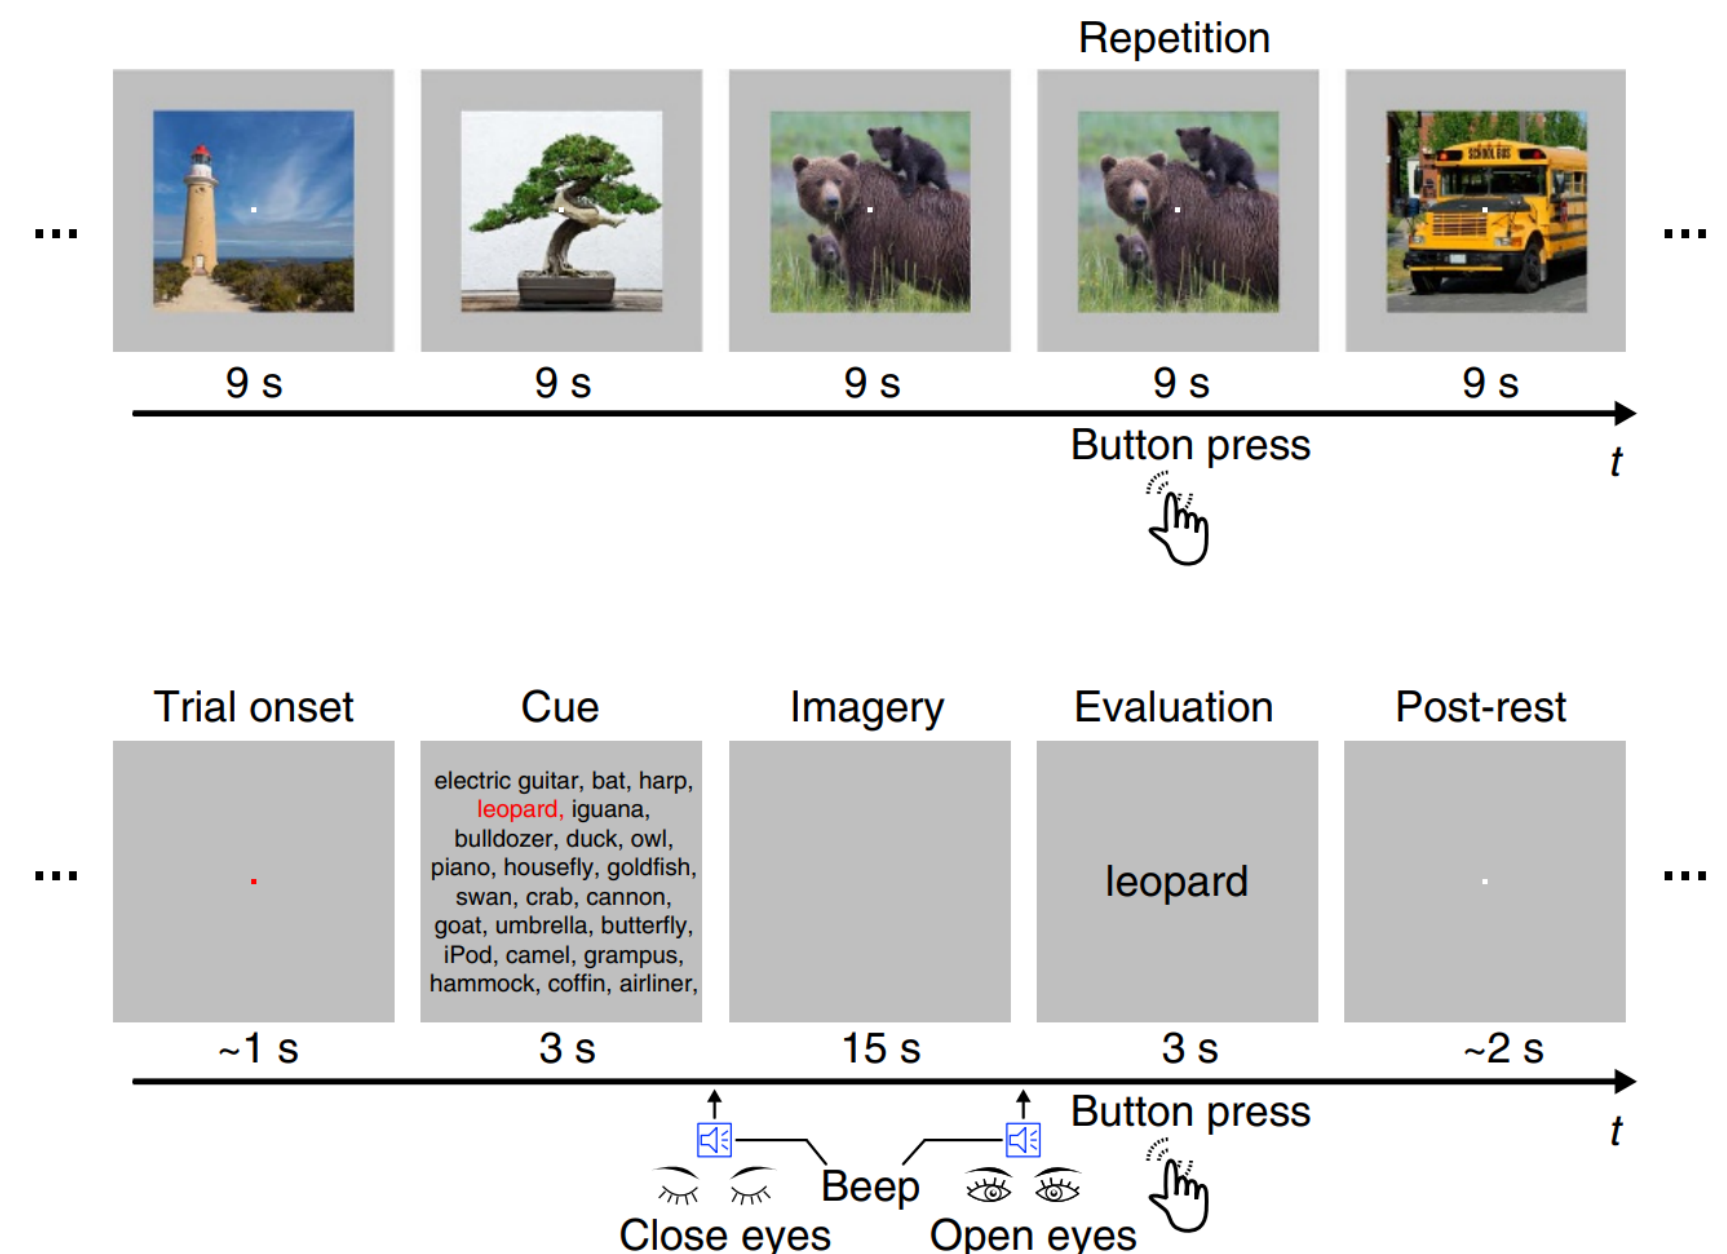 Repetition
SCHOOL BUS
...
...
9 s 9 s 9 s 9 s 9 s
Button press
t
Trial onset Cue Imagery Evaluation Post-rest
electric guitar, bat, harp,
leopard, iguana,
bulldozer, duck, owl,
piano, housefly, goldfish,
swan, crab, cannon,
goat, umbrella, butterfly,
iPod, camel, grampus,
hammock, coffin, airliner,
leopard
...
...
~1 s 3 s 15 s 3 s ~2 s
Button press
t
Beep
Close eyes Open eyes